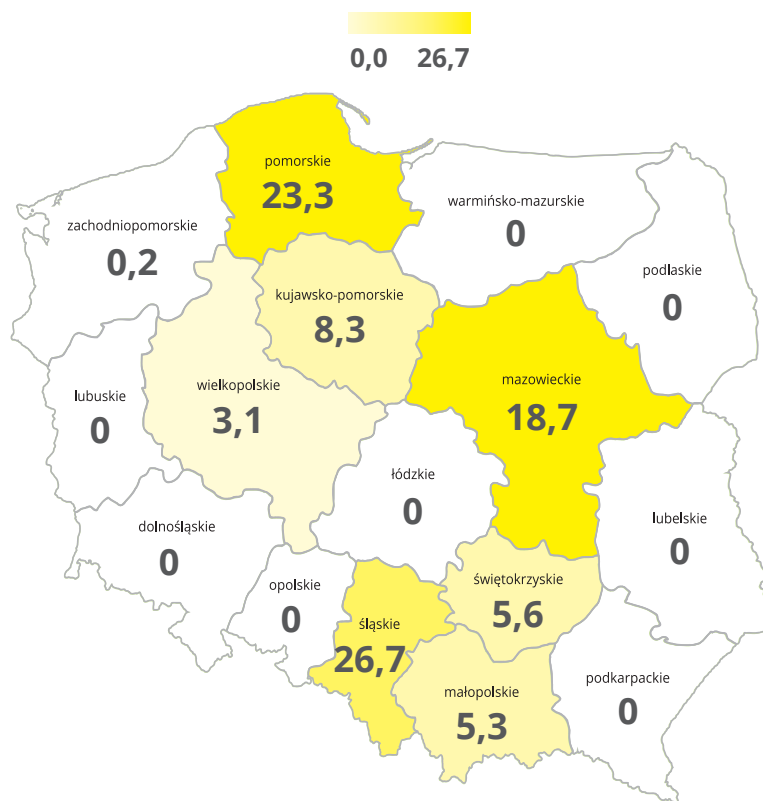 0,0 26,7
pomorskie
23,3
warmińsko-mazurskie
0
zachodniopomorskie
0,2
podlaskie
0
kujawsko-pomorskie
8,3
mazowieckie
18,7
wielkopolskie
3,1
lubuskie
0
łódzkie
0
lubelskie
0
dolnośląskie
0
opolskie
0
świętokrzyskie
5,6
śląskie
26,7
małopolskie
5,3
podkarpackie
0